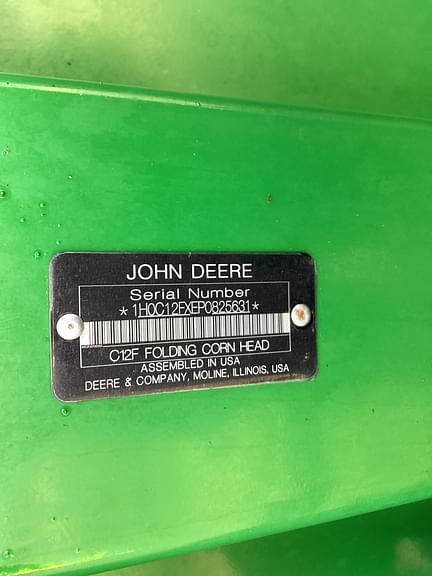 JOHN DEERE
Serial Number
*1H0C12FXEP0825631*
C12F FOLDING CORN HEAD
ASSEMBLED IN USA
DEERE & COMPANY, MOLINE, ILLINOIS, USA